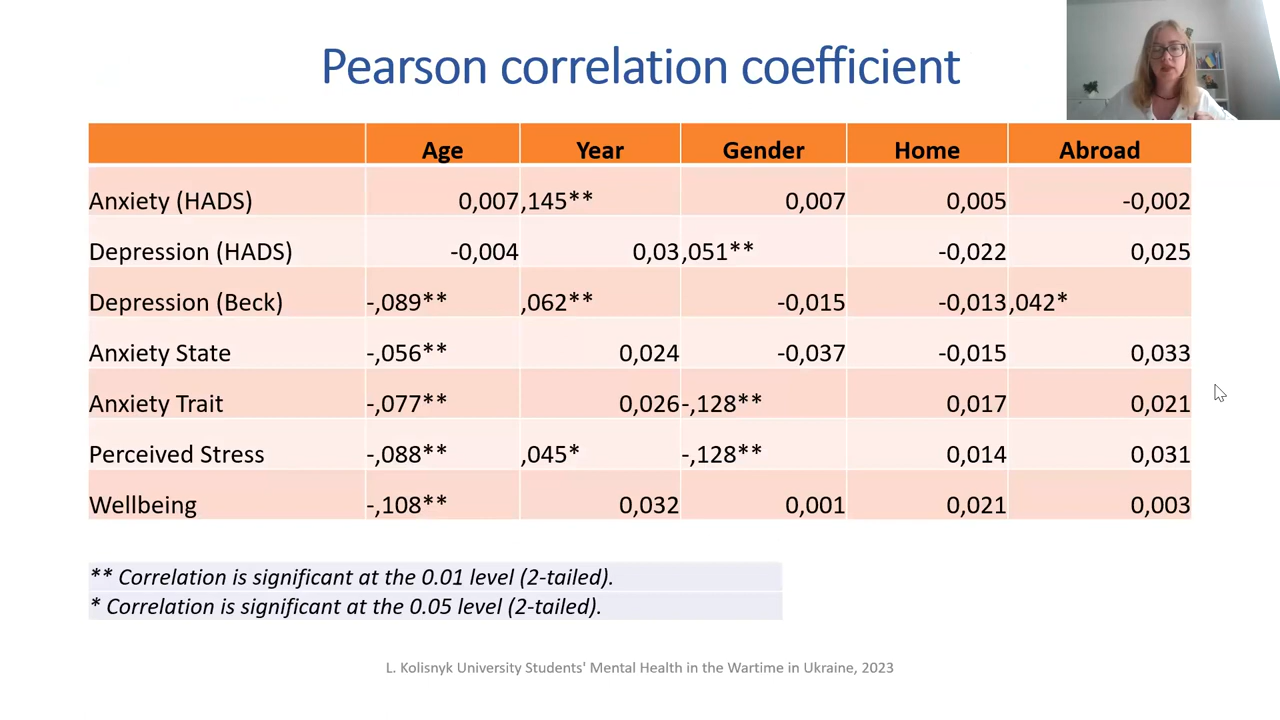 Pearson correlation coefficient
Age Year Gender Home Abroad
Anxiety (HADS) 0,007 ,145** 0,007 0,005 -0,002
Depression (HADS) -0,004 0,03 ,051** -0,022 0,025
Depression (Beck) -,089** ,062** -0,015 -0,013 ,042*
Anxiety State -,056** 0,024 -0,037 -0,015 0,033
Anxiety Trait -,077** 0,026 -,128** 0,017 0,021
Perceived Stress -,088** ,045* -,128** 0,014 0,031
Wellbeing -,108** 0,032 0,001 0,021 0,003
** Correlation is significant at the 0.01 level (2-tailed).
* Correlation is significant at the 0.05 level (2-tailed).
L. Kolisnyk University Students' Mental Health in the Wartime in Ukraine, 2023